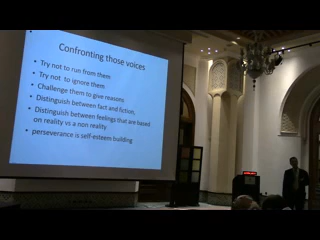 Confronting those voices
• Try not to run from them
• Try not  to ignore them
• Challenge them to give reasons
• Distinguish between fact and fiction,
• Distinguish between feelings that are based
on reality vs a non reality
• perseverance is self-esteem building